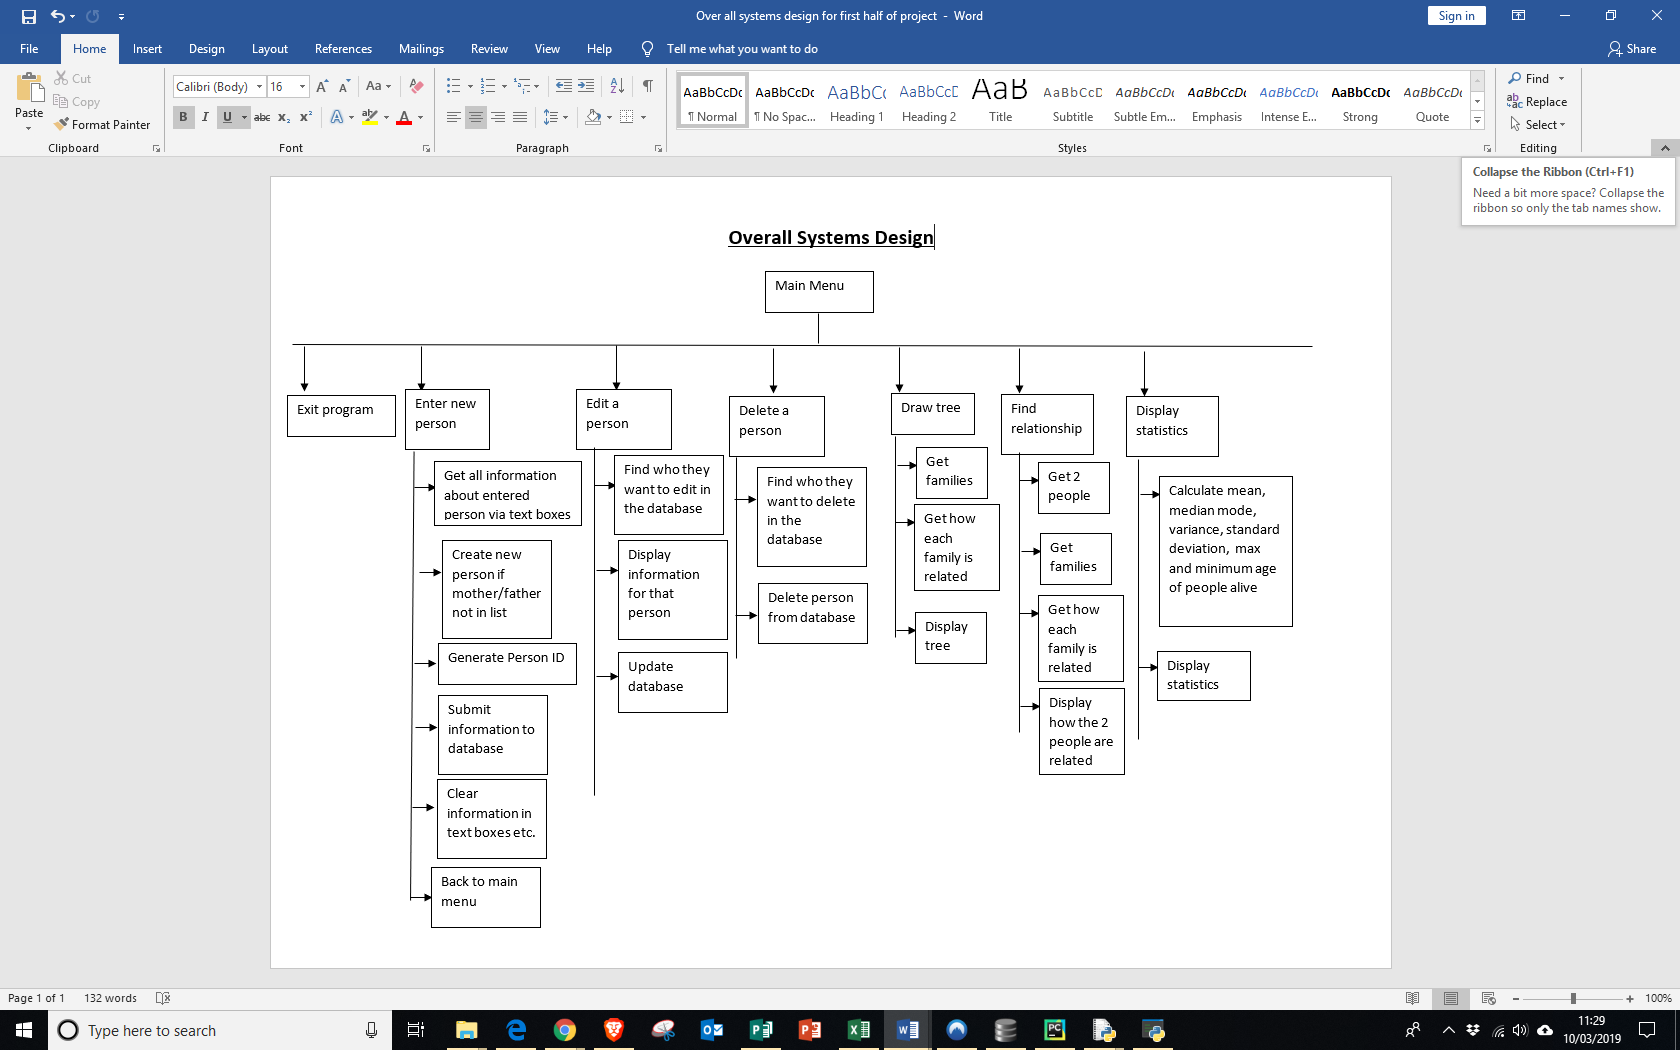 Over all systems design for first half of project - Word
Sign in
File
Home
Insert
Design
Layout
References
Mailings
Review
View
Help
Tell me what you want to do
Share
Paste
Cut
Copy
Format Painter
Clipboard
Calibri (Body)
16
Aa
B I U abc x₂ x²
Font
Paragraph
AaBbCcDc
¶ Normal
AaBbCcDc
¶ No Spac...
AaBbCc
Heading 1
AaBbCcD
Heading 2
AaB
Title
AaBbCcD
Subtitle
AaBbCcDc
Subtle Em...
AaBbCcDc
Emphasis
AaBbCcDc
Intense E...
AaBbCcDc
Strong
AaBbCcDc
Quote
Styles
Find
Replace
Select
Editing
Collapse the Ribbon (Ctrl+F1)
Need a bit more space? Collapse the
ribbon so only the tab names show.
Overall Systems Design
Main Menu
Exit program
Enter new
person
Get all information
about entered
person via text boxes
Create new
person if
mother/father
not in list
Generate Person ID
Submit
information to
database
Clear
information in
text boxes etc.
Back to main
menu
Edit a
person
Find who they
want to edit in
the database
Display
information
for that
person
Update
database
Delete a
person
Find who they
want to delete
in the
database
Delete person
from database
Draw tree
Get
families
Get how
each
family is
related
Display
tree
Find
relationship
Get 2
people
Get
families
Get how
each
family is
related
Display
how the 2
people are
related
Display
statistics
Calculate mean,
median mode,
variance, standard
deviation, max
and minimum age
of people alive
Display
statistics
Page 1 of 1
132 words
100%
Type here to search
11:29
10/03/2019